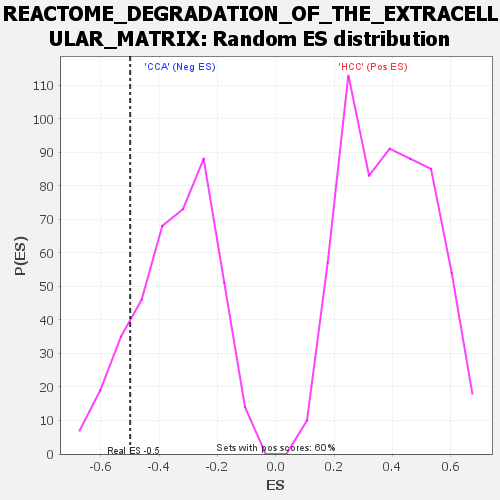 REACTOME_DEGRADATION_OF_THE_EXTRACELL
ULAR_MATRIX: Random ES distribution
'CCA' (Neg ES)
'HCC' (Pos ES)
110
100
90
80
70
60
50
40
30
20
10
0
P(ES)
Real ES -0.5
Sets with pos scores: 60%
-0.6 -0.4 -0.2 0.0 0.2 0.4 0.6
ES